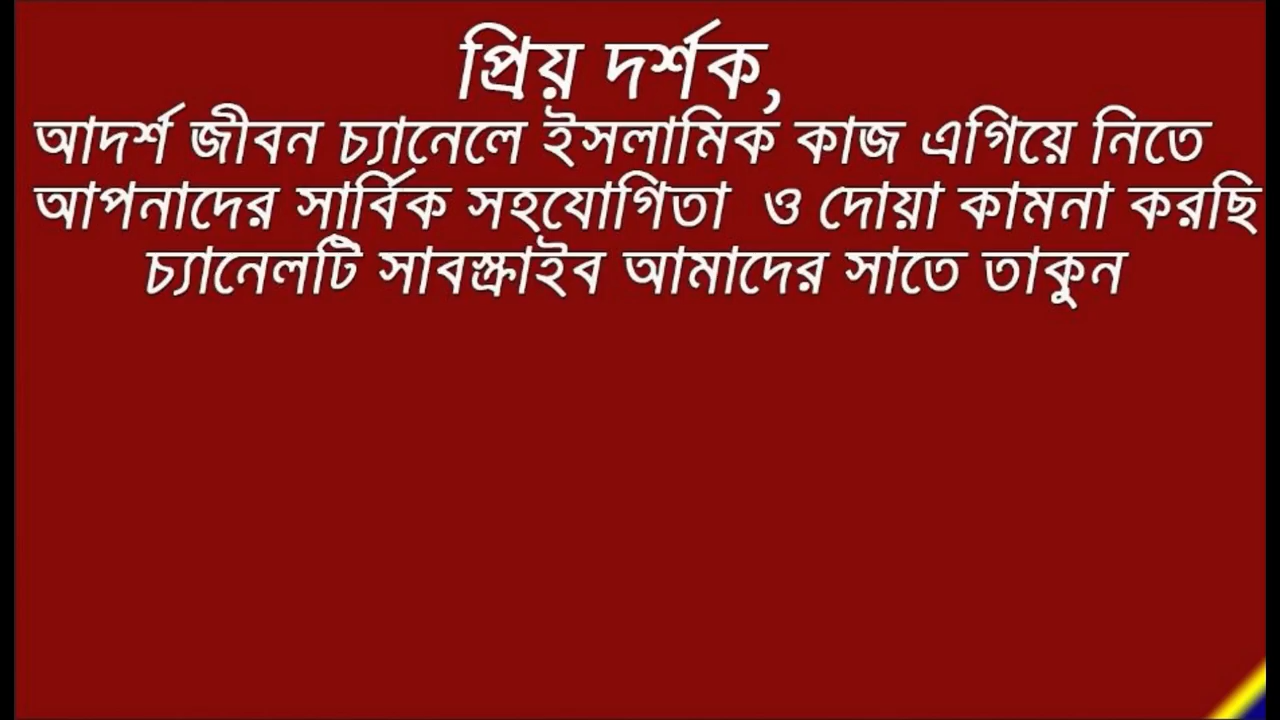 প্রিয় দর্শক,
আদর্শ জীবন চ্যানেলে ইসলামিক কাজ এগিয়ে নিতে
আপনাদের সার্বিক সহযোগিতা ও দোয়া কামনা করছি
চ্যানেলটি সাবস্ক্রাইব আমাদের সাতে তাকুন